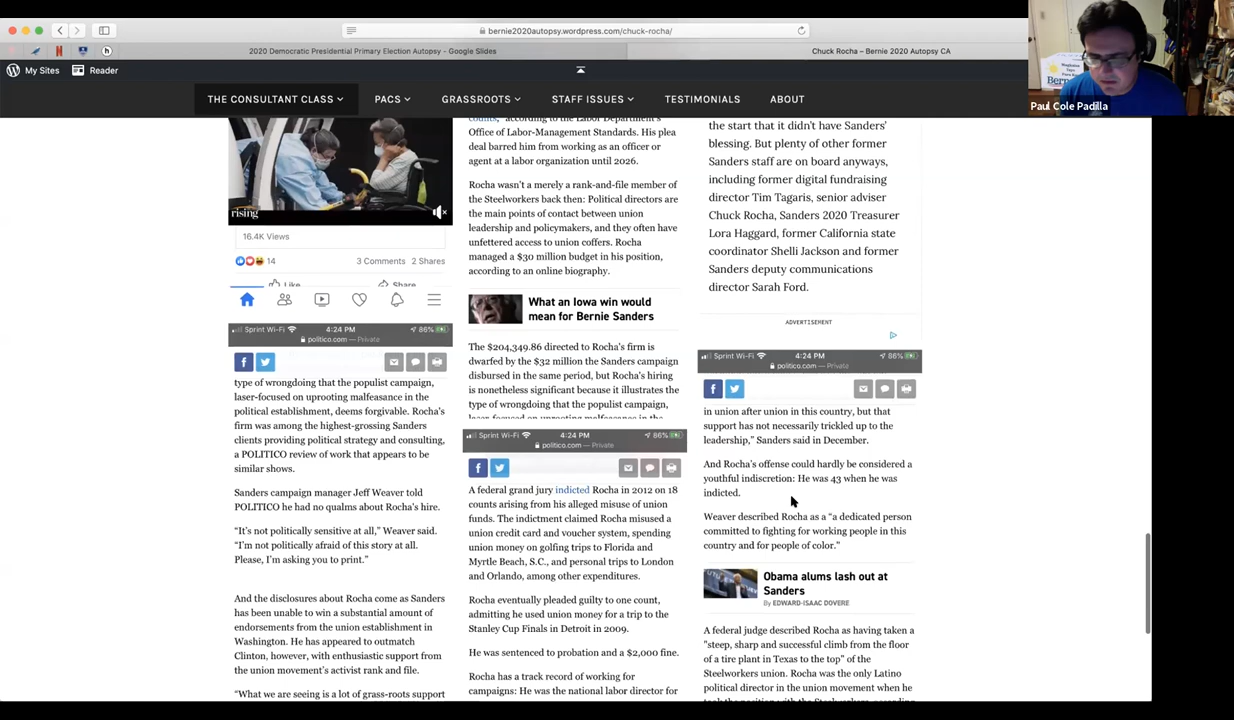 bernie2020autopsy.wordpress.com/chuck-rocha/
2020 Democratic Presidential Primary Election Autopsy - Google Slides
Chuck Rocha – Bernie 2020 Autopsy CA
My Sites
Reader
THE CONSULTANT CLASS
PACS
GRASSROOTS
STAFF ISSUES
TESTIMONIALS
ABOUT
Paul Cole Padilla
rising
16.4K Views
14
3 Comments 2 Shares
Like
Share
Sprint Wi-Fi
4:24 PM
86%
politico.com — Private
type of wrongdoing that the populist campaign,
laser-focused on uprooting malfeasance in the
political establishment, deems forgivable. Rocha's
firm was among the highest-grossing Sanders
clients providing political strategy and consulting,
a POLITICO review of work that appears to be
similar shows.
Sanders campaign manager Jeff Weaver told
POLITICO he had no qualms about Rocha's hire.
"It's not politically sensitive at all," Weaver said.
"I'm not politically afraid of this story at all.
Please, I'm asking you to print."
And the disclosures about Rocha come as Sanders
has been unable to win a substantial amount of
endorsements from the union establishment in
Washington. He has appeared to outmatch
Clinton, however, with enthusiastic support from
the union movement's activist rank and file.
"What we are seeing is a lot of grass-roots support
counts," according to the Labor Department's
Office of Labor-Management Standards. His plea
deal barred him from working as an officer or
agent at a labor organization until 2026.
Rocha wasn't a merely a rank-and-file member of
the Steelworkers back then: Political directors are
the main points of contact between union
leadership and policymakers, and they often have
unfettered access to union coffers. Rocha
managed a $30 million budget in his position,
according to an online biography.
What an Iowa win would
mean for Bernie Sanders
The $204,349.86 directed to Rocha's firm is
dwarfed by the $32 million the Sanders campaign
disbursed in the same period, but Rocha's hiring
is nonetheless significant because it illustrates the
type of wrongdoing that the populist campaign,
laser-focused on uprooting malfeasance in the
Sprint Wi-Fi
4:24 PM
86%
politico.com — Private
A federal grand jury indicted Rocha in 2012 on 18
counts arising from his alleged misuse of union
funds. The indictment claimed Rocha misused a
union credit card and voucher system, spending
union money on golfing trips to Florida and
Myrtle Beach, S.C., and personal trips to London
and Orlando, among other expenditures.
Rocha eventually pleaded guilty to one count,
admitting he used union money for a trip to the
Stanley Cup Finals in Detroit in 2009.
He was sentenced to probation and a $2,000 fine.
Rocha has a track record of working for
campaigns: He was the national labor director for
the start that it didn't have Sanders'
blessing. But plenty of other former
Sanders staff are on board anyways,
including former digital fundraising
director Tim Tagaris, senior adviser
Chuck Rocha, Sanders 2020 Treasurer
Lora Haggard, former California state
coordinator Shelli Jackson and former
Sanders deputy communications
director Sarah Ford.
ADVERTISEMENT
Sprint Wi-Fi
4:24 PM
86%
politico.com — Private
in union after union in this country, but that
support has not necessarily trickled up to the
leadership," Sanders said in December.
And Rocha's offense could hardly be considered a
youthful indiscretion: He was 43 when he was
indicted.
Weaver described Rocha as a "a dedicated person
committed to fighting for working people in this
country and for people of color."
Obama alums lash out at
Sanders
By EDWARD-ISAAC DOVERE
A federal judge described Rocha as having taken a
"steep, sharp and successful climb from the floor
of a tire plant in Texas to the top" of the
Steelworkers union. Rocha was the only Latino
political director in the union movement when he
took the position with the Steelworkers, according